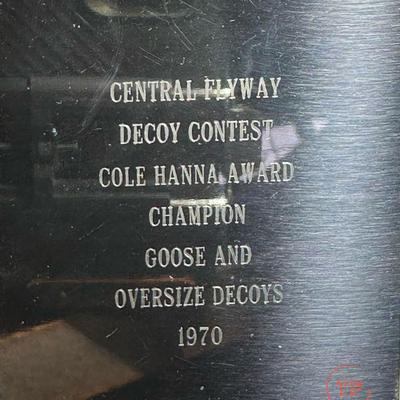 CENTRAL FLYWAY
DECOY CONTEST
COLE HANNA AWARD
CHAMPION
GOOSE AND
OVERSIZE DECOYS
1970